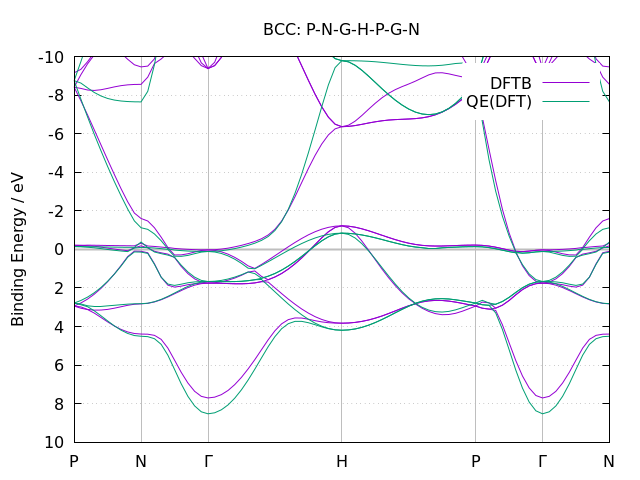 BCC: P-N-G-H-P-G-N
-10
-8
-6
-4
-2
0
2
4
6
8
10
Binding Energy / eV
DFTB
QE(DFT)
P N Γ H P Γ N